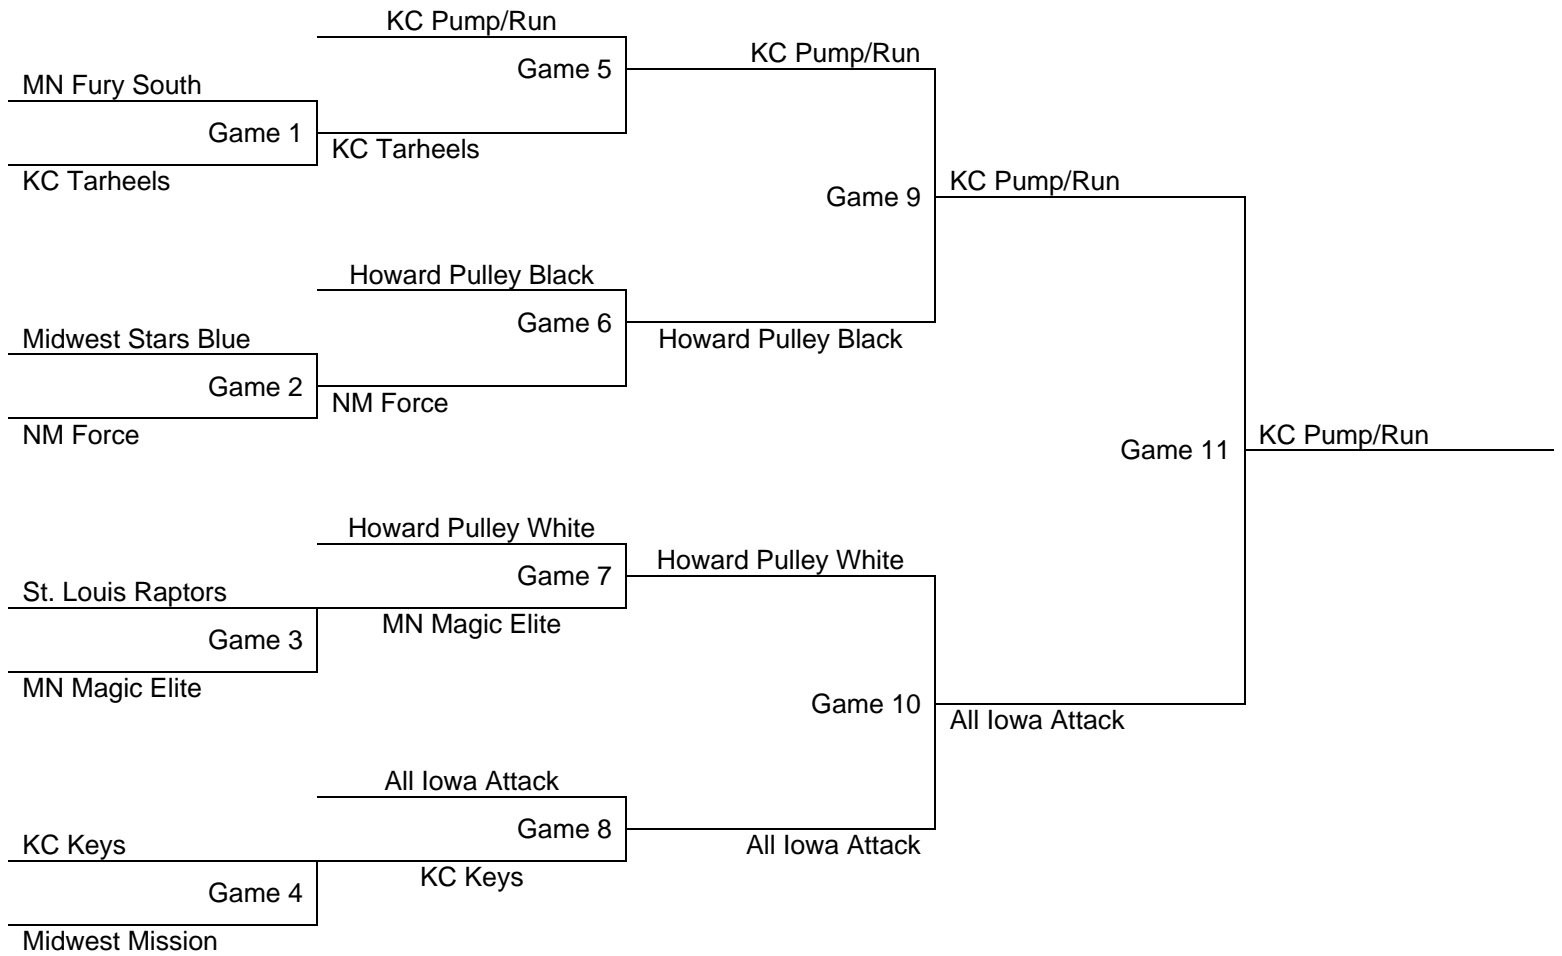 KC Pump/Run
KC Pump/Run
Game 5
MN Fury South
Game 1
KC Tarheels
KC Tarheels
KC Pump/Run
Game 9
Howard Pulley Black
Game 6
Midwest Stars Blue
Howard Pulley Black
Game 2
NM Force
NM Force
KC Pump/Run
Game 11
Howard Pulley White
Howard Pulley White
Game 7
St. Louis Raptors
MN Magic Elite
Game 3
MN Magic Elite
Game 10
All Iowa Attack
All Iowa Attack
Game 8
KC Keys
All Iowa Attack
KC Keys
Game 4
Midwest Mission